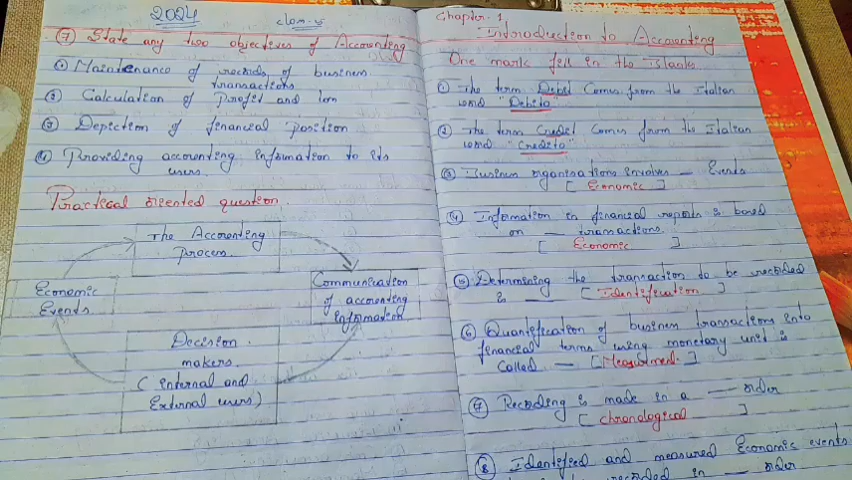 2024
⑦ State any two objectives of Accounting
① Maintenance of records of business
transactions
② Calculation of Profit and loss
③ Depiction of financial position
④ Providing accounting information to its
users.
Practical oriented question.
The Accounting
Process.
Economic
Events
Communication
of accounting
information
Decision
makers
(internal and
External users)
Chapter-1
Introduction to Accounting
One mark fill in the blanks
① The term Debit Comes from the Italian
word "Debito"
② The term Credit Comes from the Italian
word "Credito"
③ Business organisations involves — Events
[Economic]
④ Information in financial reports is based
on — transactions.
[Economic]
⑤ Determining the transaction to be recorded
is — [Identification]
⑥ Quantification of business transactions into
financial terms using monetary unit is
Called — [Measurment.]
⑦ Recording is made in a — order
[chronological]
⑧ Identified and measured Economic events
recorded in — order